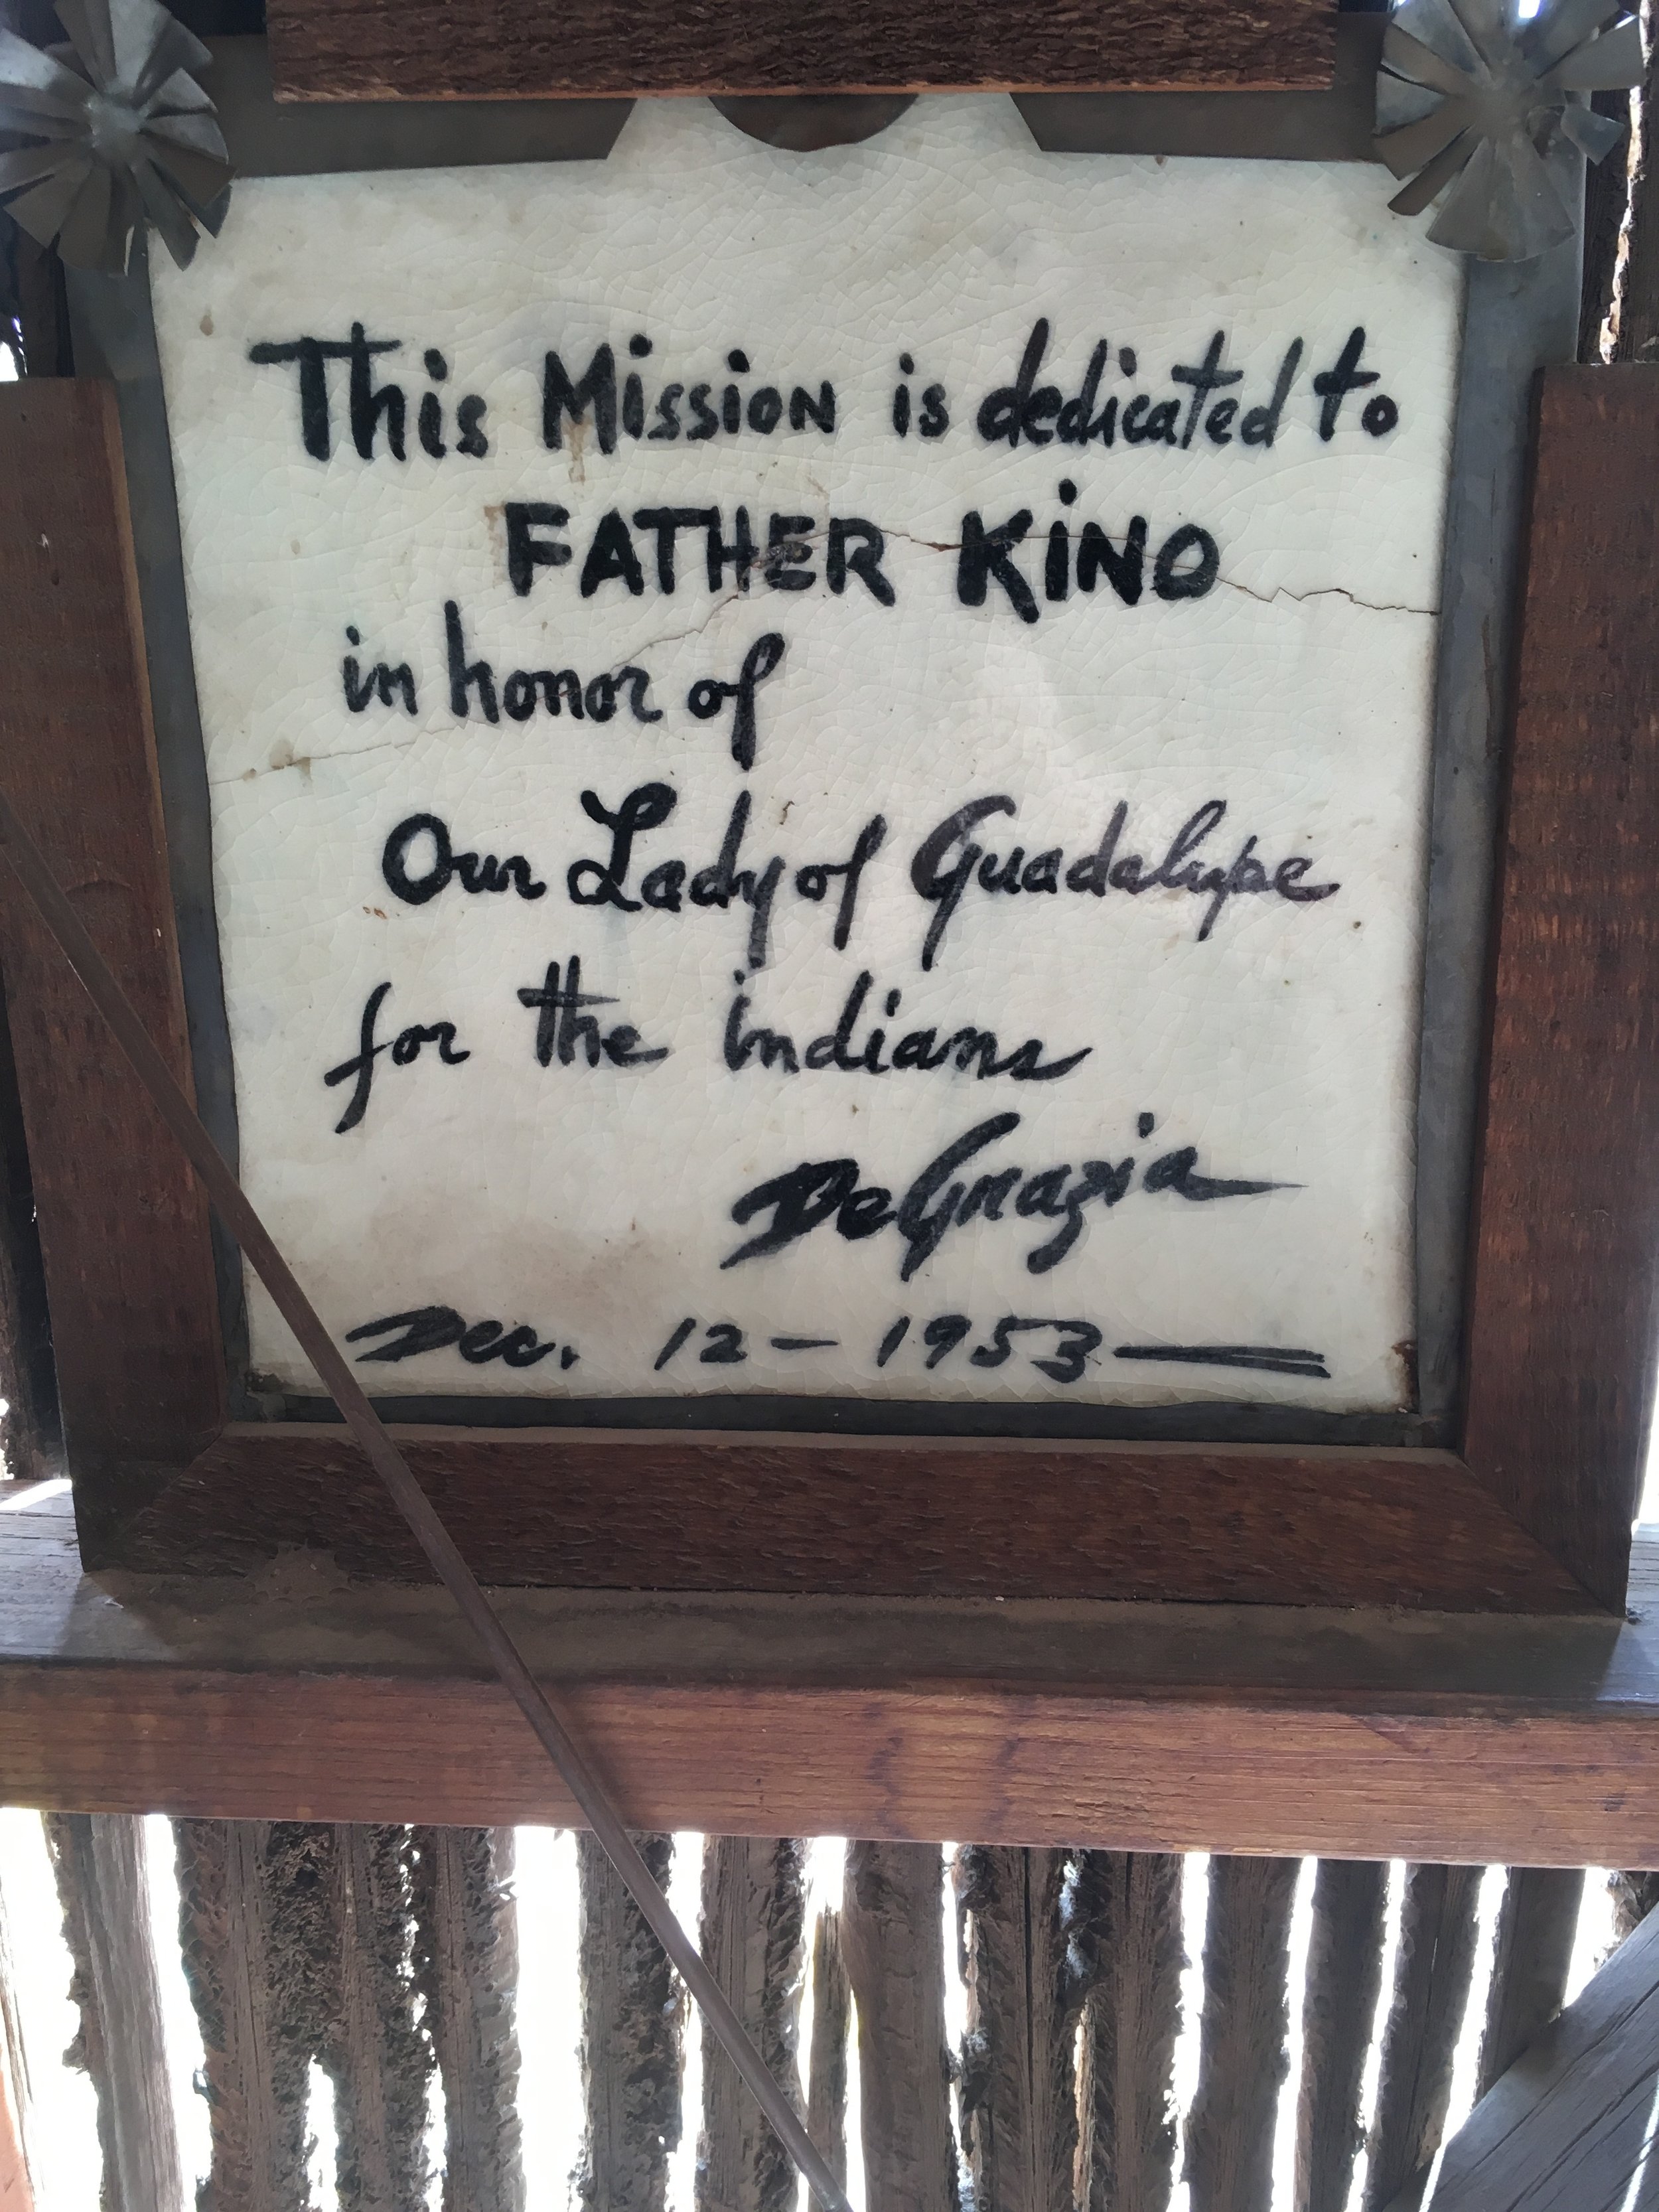 This Mission is dedicated to
FATHER KiNO
in honor of
Our Lady of Guadalupe
for the indians
DeGrazia
Dec. 12 - 1953